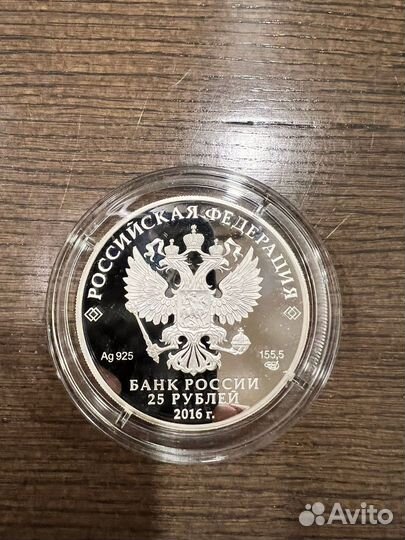 РОССИЙСКАЯ ФЕДЕРАЦИЯ
Ag 925
155,5
БАНК РОССИИ
25 РУБЛЕЙ
2016 г.
Avito